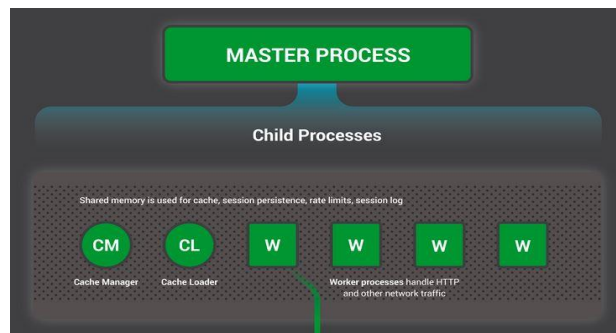 MASTER PROCESS
Child Processes
Shared memory is used for cache, session persistence, rate limits, session log
CM
CL
W
W
W
W
Cache Manager
Cache Loader
Worker processes handle HTTP
and other network traffic